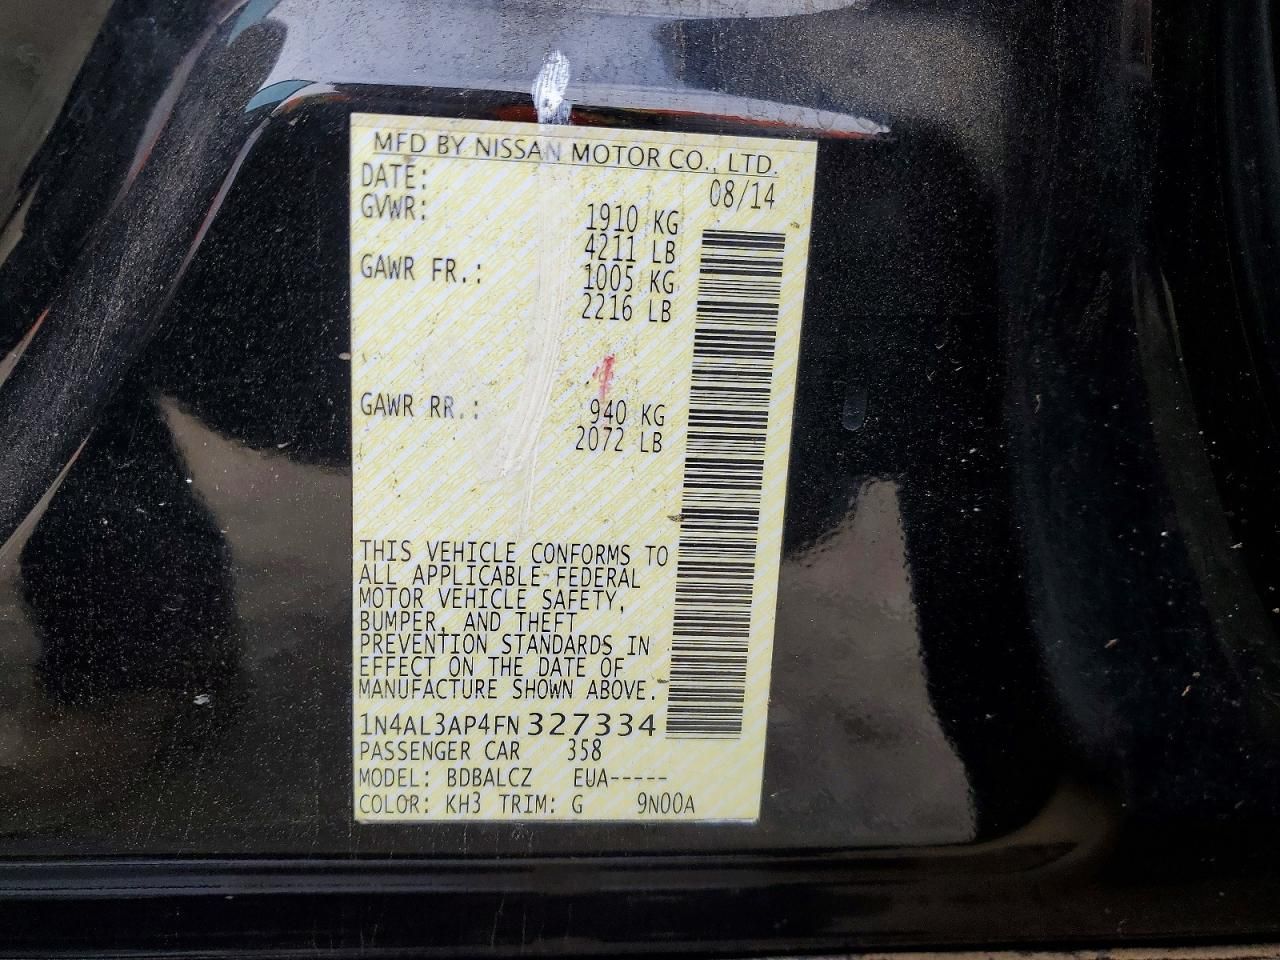 MFD BY NISSAN MOTOR CO., LTD.
DATE: 08/14
GVWR: 1910 KG
4211 LB
GAWR FR.: 1005 KG
2216 LB
GAWR RR.: 940 KG
2072 LB
THIS VEHICLE CONFORMS TO
ALL APPLICABLE FEDERAL
MOTOR VEHICLE SAFETY,
BUMPER, AND THEFT
PREVENTION STANDARDS IN
EFFECT ON THE DATE OF
MANUFACTURE SHOWN ABOVE.
1N4AL3AP4FN327334
PASSENGER CAR 358
MODEL: BDBALCZ EUA-----
COLOR: KH3 TRIM: G 9N00A